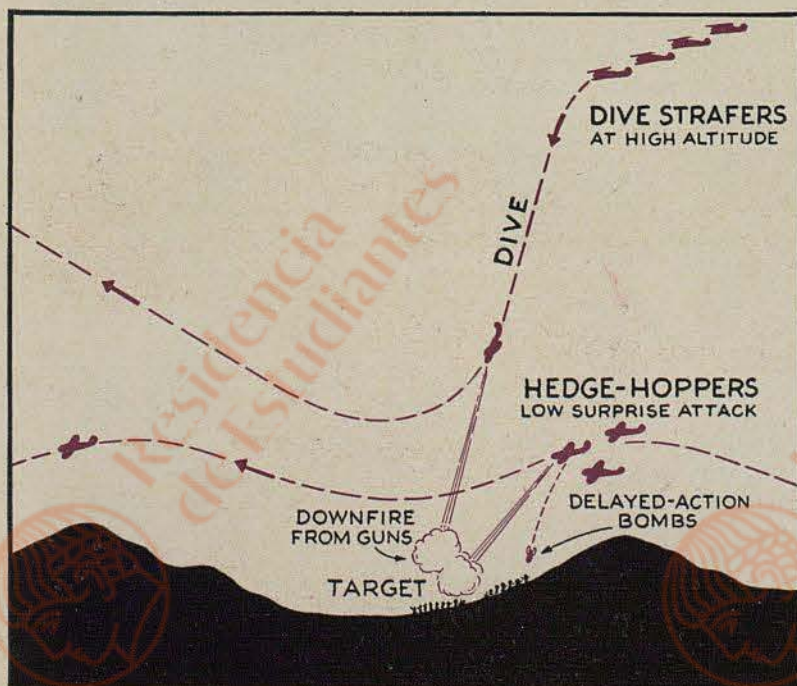 DIVE STRAFERS
AT HIGH ALTITUDE
DIVE
HEDGE-HOPPERS
LOW SURPRISE ATTACK
DOWNFIRE
FROM GUNS
DELAYED-ACTION
BOMBS
TARGET
Residencia
de Estudiantes